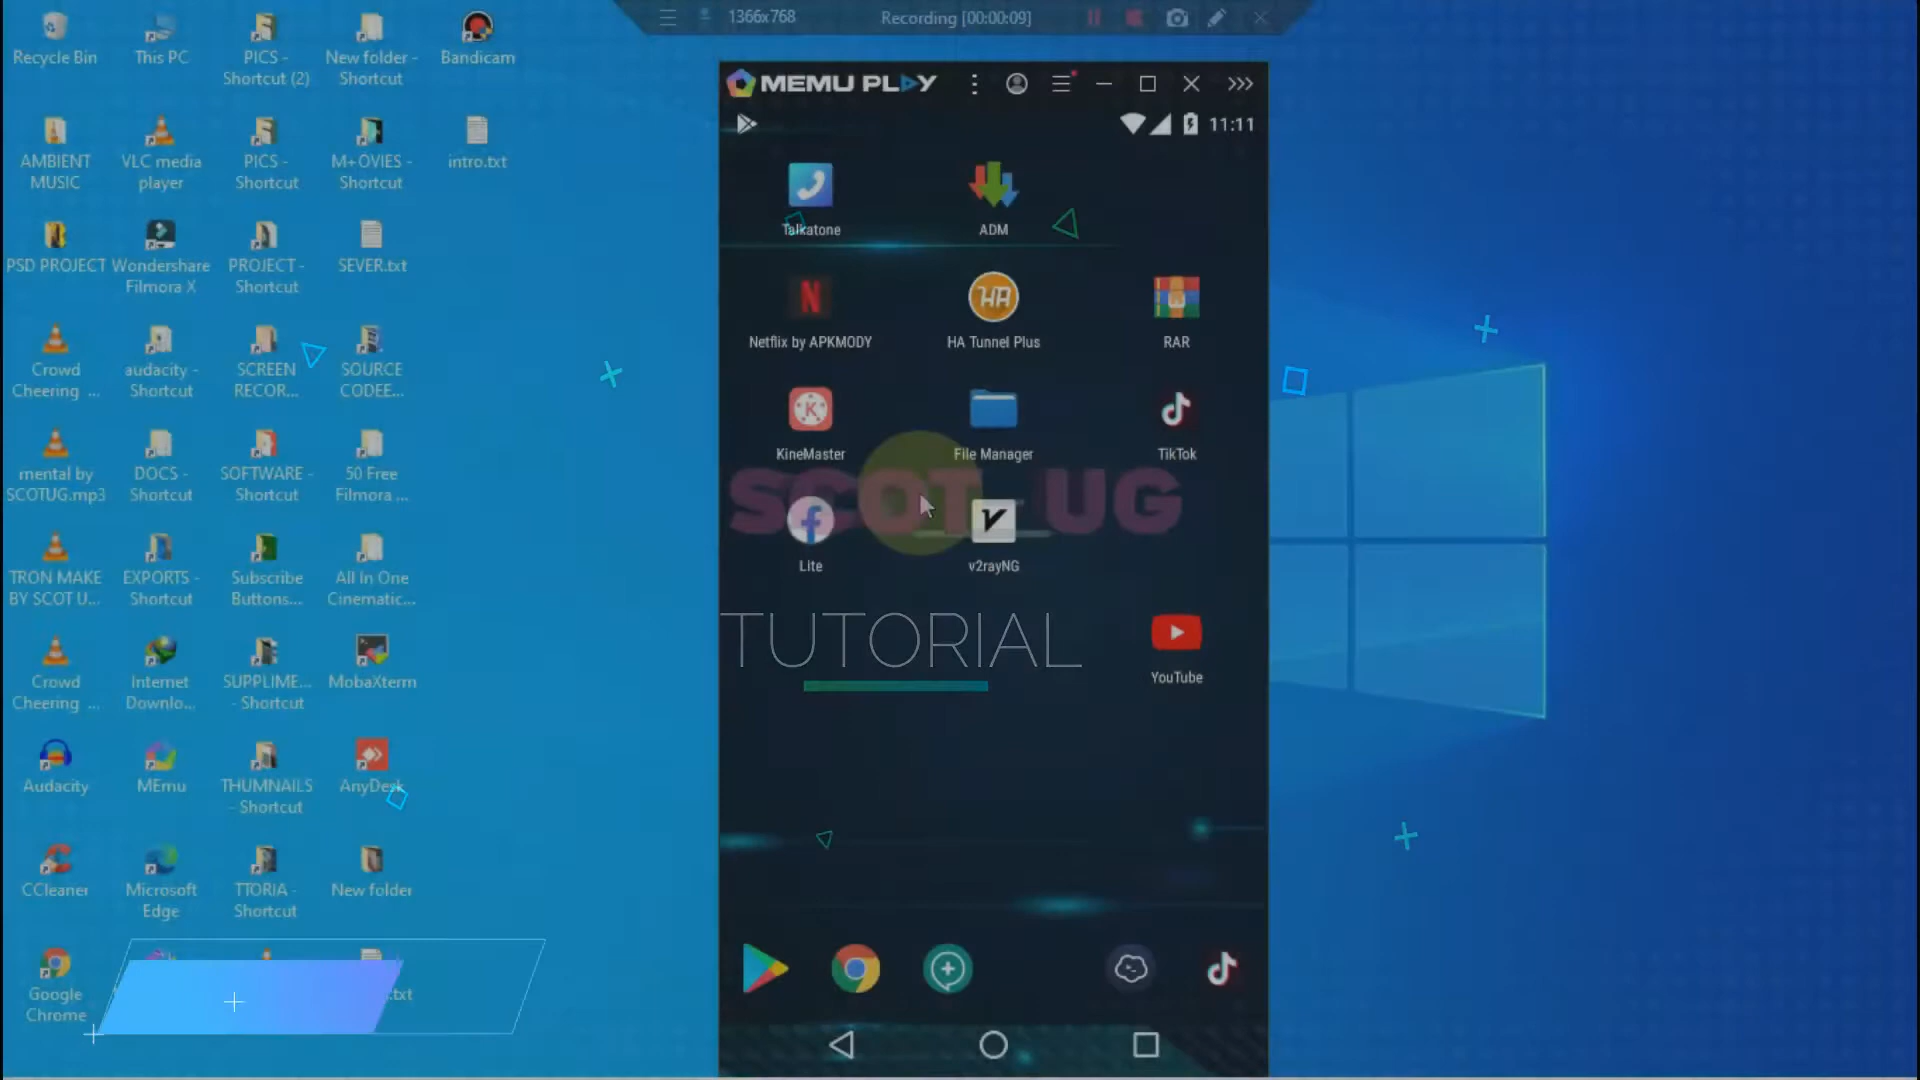 1366x768
Recording [00:00:09]
Recycle Bin
This PC
PICS -
Shortcut (2)
New folder -
Shortcut
Bandicam
AMBIENT
MUSIC
VLC media
player
PICS -
Shortcut
M+OVIES -
Shortcut
intro.txt
PSD PROJECT
Wondershare
Filmora X
PROJECT -
Shortcut
SEVER.txt
Crowd
Cheering ...
audacity -
Shortcut
SCREEN
RECOR...
SOURCE
CODEE...
mental by
SCOTUG.mp3
DOCS -
Shortcut
SOFTWARE -
Shortcut
50 Free
Filmora ...
TRON MAKE
BY SCOT U...
EXPORTS -
Shortcut
Subscribe
Buttons...
All In One
Cinematic...
Crowd
Cheering ...
Internet
Downlo...
SUPPLIME...
- Shortcut
MobaXterm
Audacity
MEmu
THUMNAILS
- Shortcut
AnyDesk
CCleaner
Microsoft
Edge
TTORIA -
Shortcut
New folder
Google
Chrome
.txt
MEMU PLAY
11:11
Talkatone
ADM
Netflix by APKMODY
HA Tunnel Plus
RAR
KineMaster
File Manager
TikTok
SCOT UG
Lite
v2rayNG
TUTORIAL
YouTube